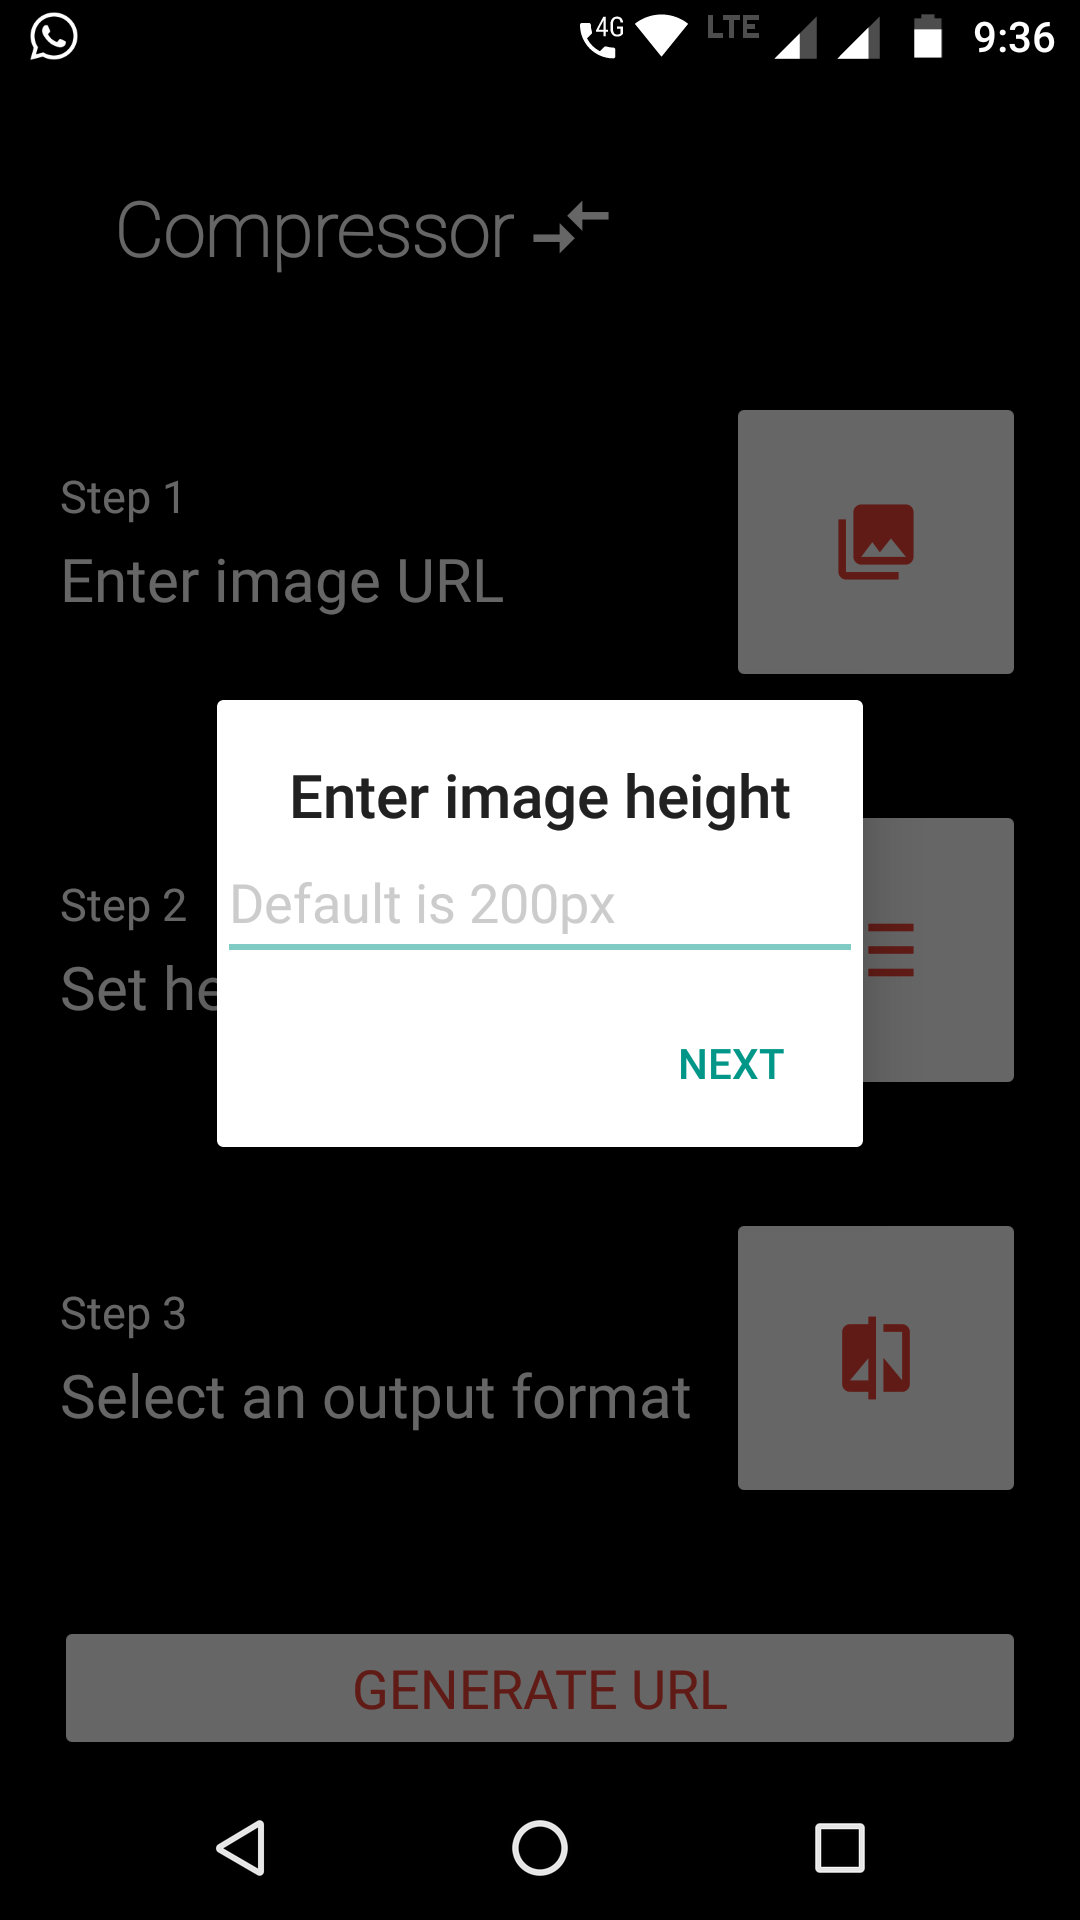 4G LTE 9:36
Compressor
Step 1
Enter image URL
Enter image height
Default is 200px
Step 2
Set he
NEXT
Step 3
Select an output format
GENERATE URL